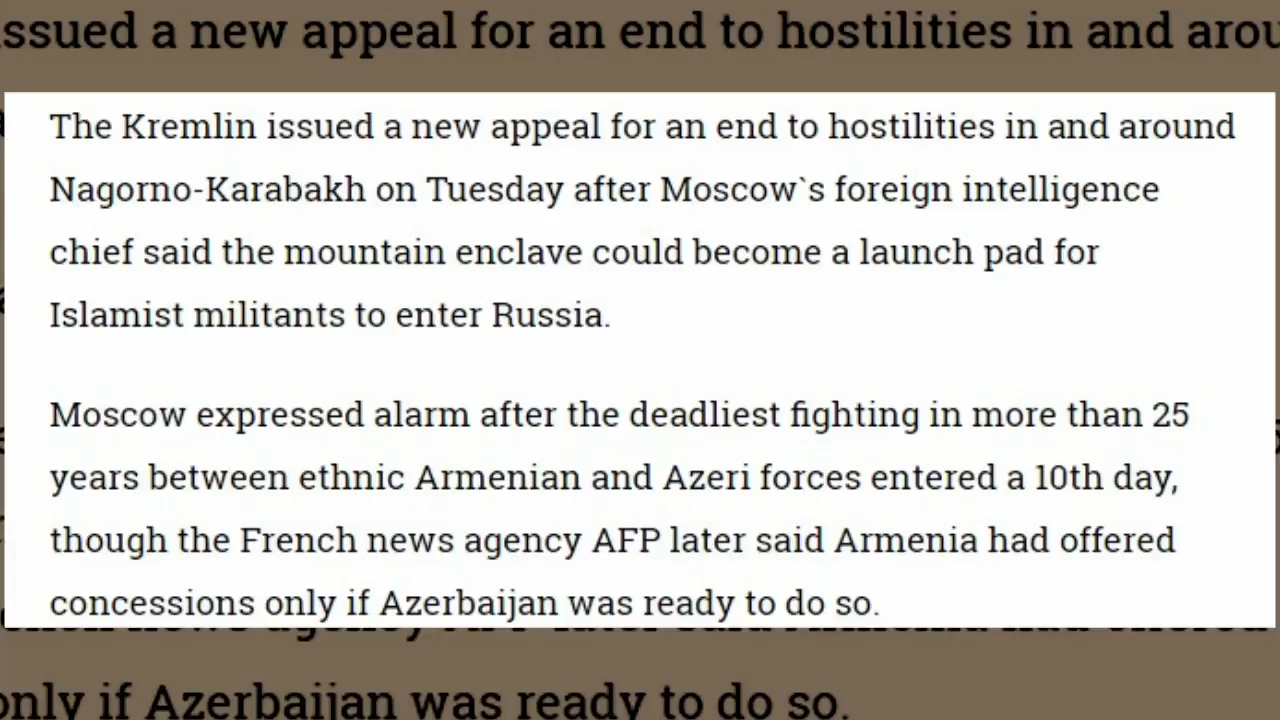 ssued a new appeal for an end to hostilities in and arou
The Kremlin issued a new appeal for an end to hostilities in and around
Nagorno-Karabakh on Tuesday after Moscow`s foreign intelligence
chief said the mountain enclave could become a launch pad for
Islamist militants to enter Russia.
Moscow expressed alarm after the deadliest fighting in more than 25
years between ethnic Armenian and Azeri forces entered a 10th day,
though the French news agency AFP later said Armenia had offered
concessions only if Azerbaijan was ready to do so.
only if Azerbaijan was ready to do so.